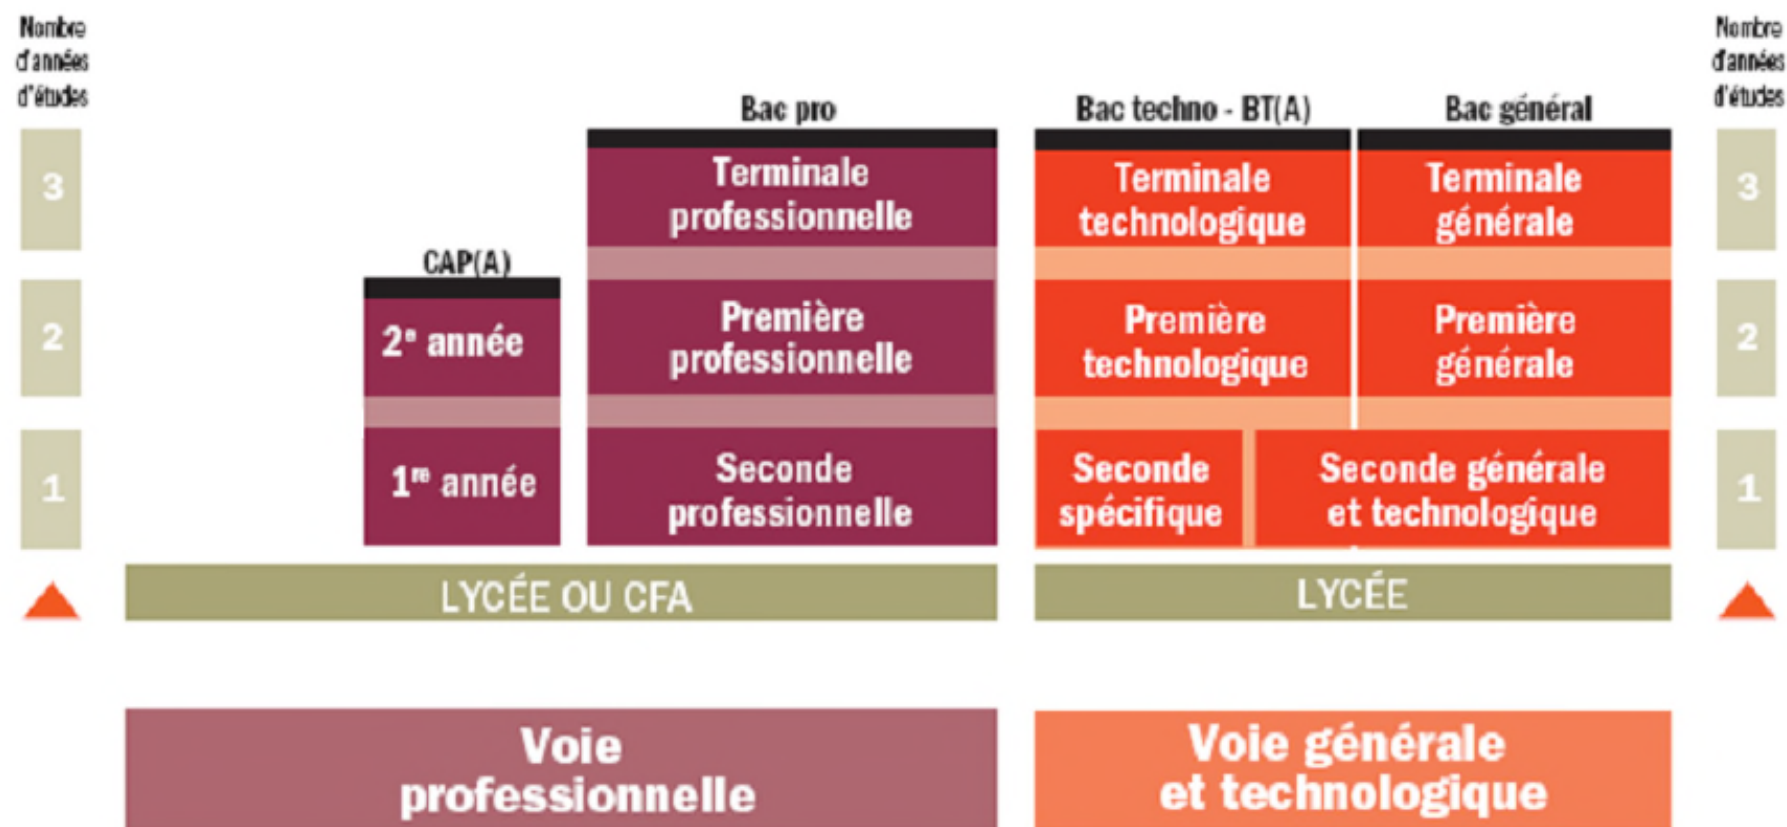 Nombre
d'années
d'études
Nombre
d'années
d'études
Bac pro
Bac techno - BT(A)
Bac général
3
Terminale
professionnelle
Terminale
technologique
Terminale
générale
3
CAP(A)
2
2e année
Première
professionnelle
Première
technologique
Première
générale
2
1
1re année
Seconde
professionnelle
Seconde
spécifique
Seconde générale
et technologique
1
LYCÉE OU CFA
LYCÉE
Voie
professionnelle
Voie générale
et technologique